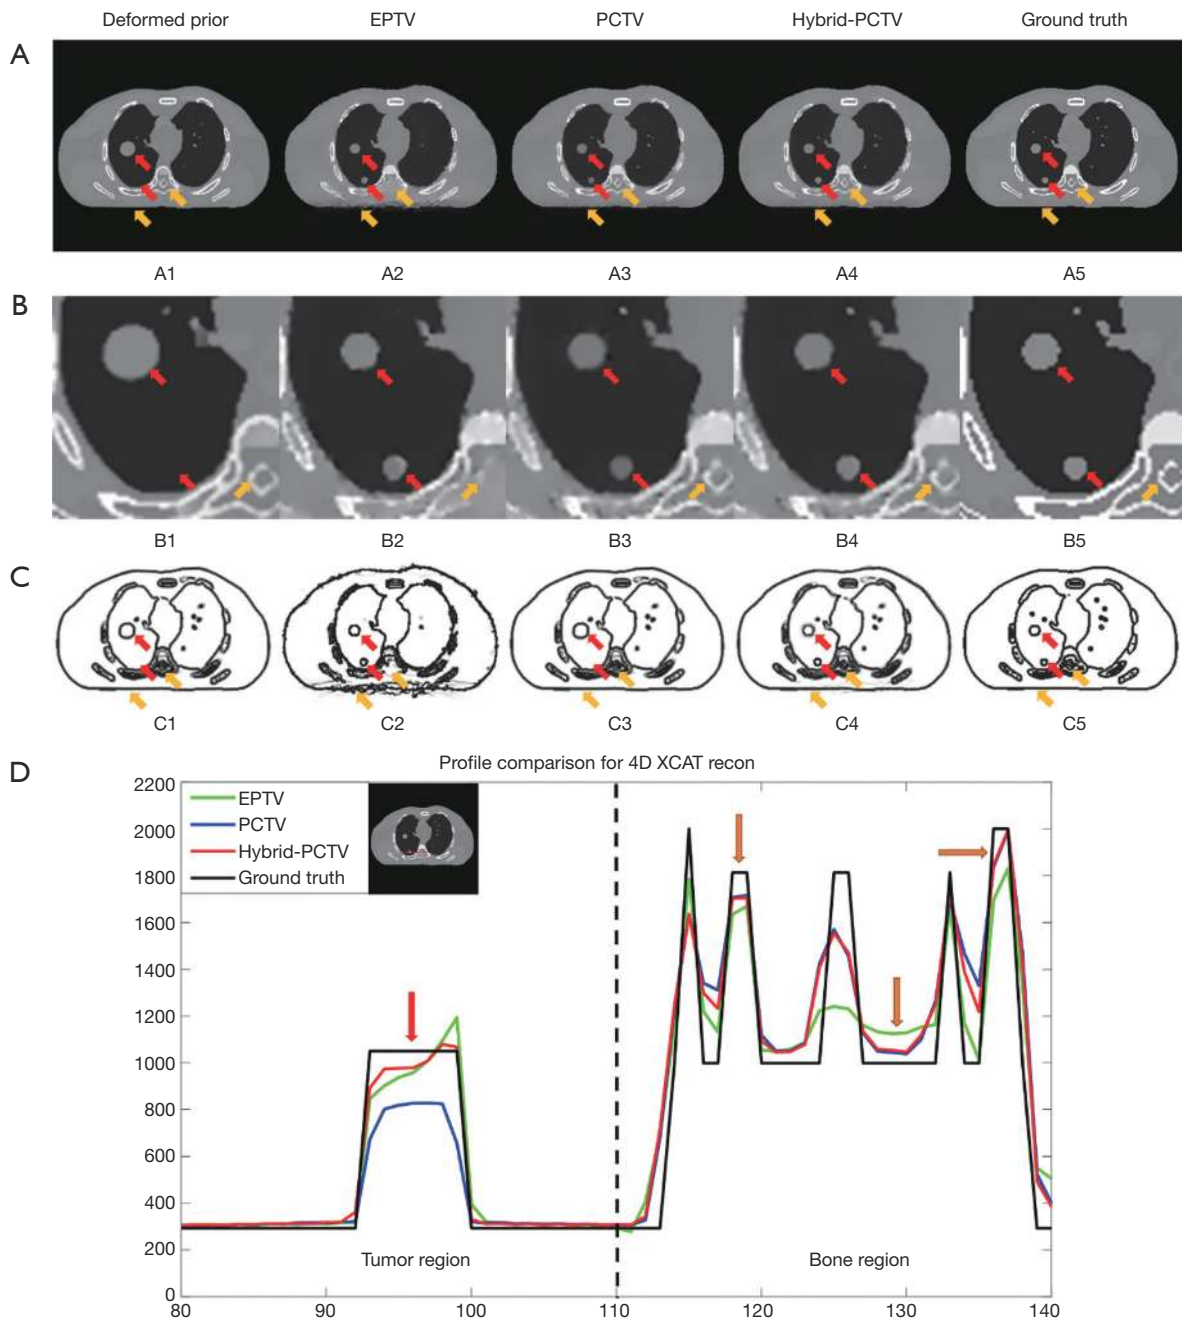 Deformed prior EPTV PCTV Hybrid-PCTV Ground truth
A
A1 A2 A3 A4 A5
B
B1 B2 B3 B4 B5
C
C1 C2 C3 C4 C5
D
Profile comparison for 4D XCAT recon
2200
2000
1800
1600
1400
1200
1000
800
600
400
200
0
EPTV
PCTV
Hybrid-PCTV
Ground truth
Tumor region
Bone region
80 90 100 110 120 130 140